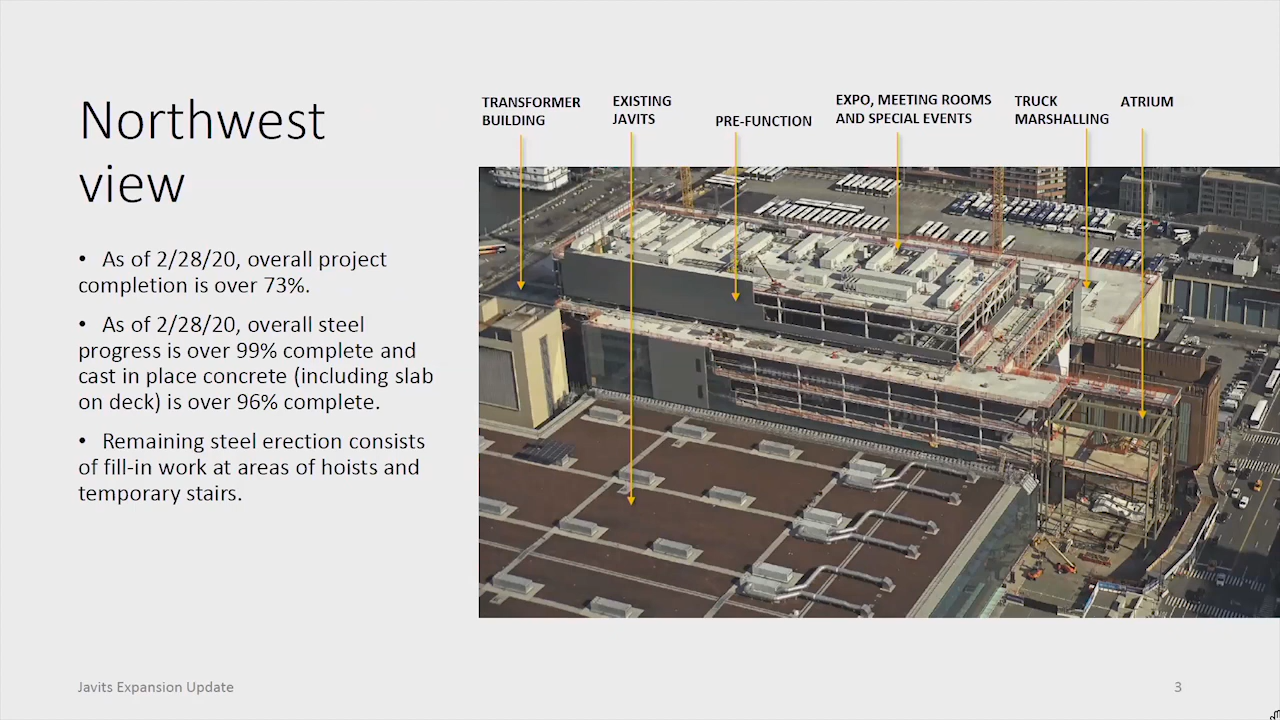 Northwest
view
• As of 2/28/20, overall project
completion is over 73%.
• As of 2/28/20, overall steel
progress is over 99% complete and
cast in place concrete (including slab
on deck) is over 96% complete.
• Remaining steel erection consists
of fill-in work at areas of hoists and
temporary stairs.
TRANSFORMER
BUILDING
EXISTING
JAVITS
PRE-FUNCTION
EXPO, MEETING ROOMS
AND SPECIAL EVENTS
TRUCK
MARSHALLING
ATRIUM
Javits Expansion Update
3